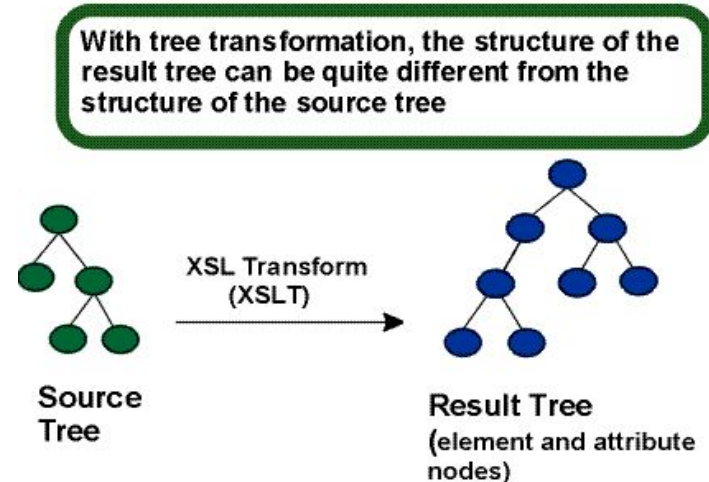 With tree transformation, the structure of the
result tree can be quite different from the
structure of the source tree
XSL Transform
(XSLT)
Source
Tree
Result Tree
(element and attribute
nodes)